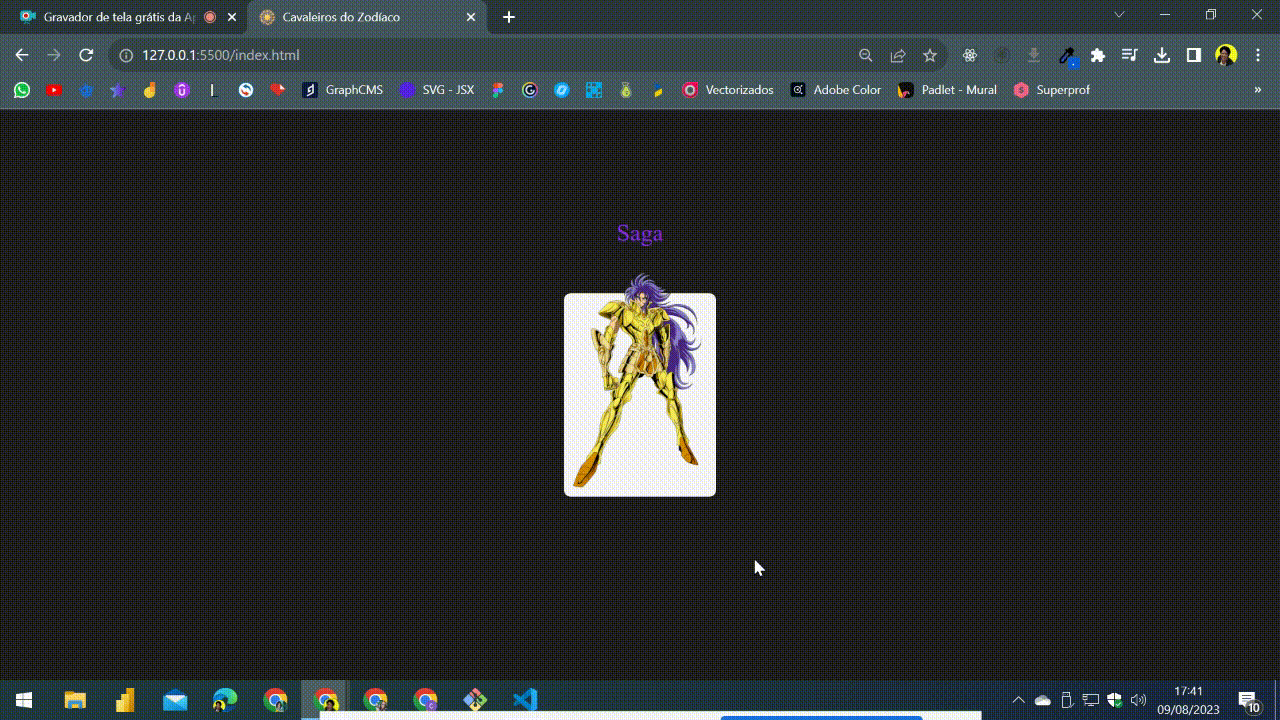 Gravador de tela grátis da Ap
Cavaleiros do Zodíaco
127.0.0.1:5500/index.html
GraphCMS
SVG - JSX
Vectorizados
Adobe Color
Padlet - Mural
Superprof
»
Saga
17:41
09/08/2023
10